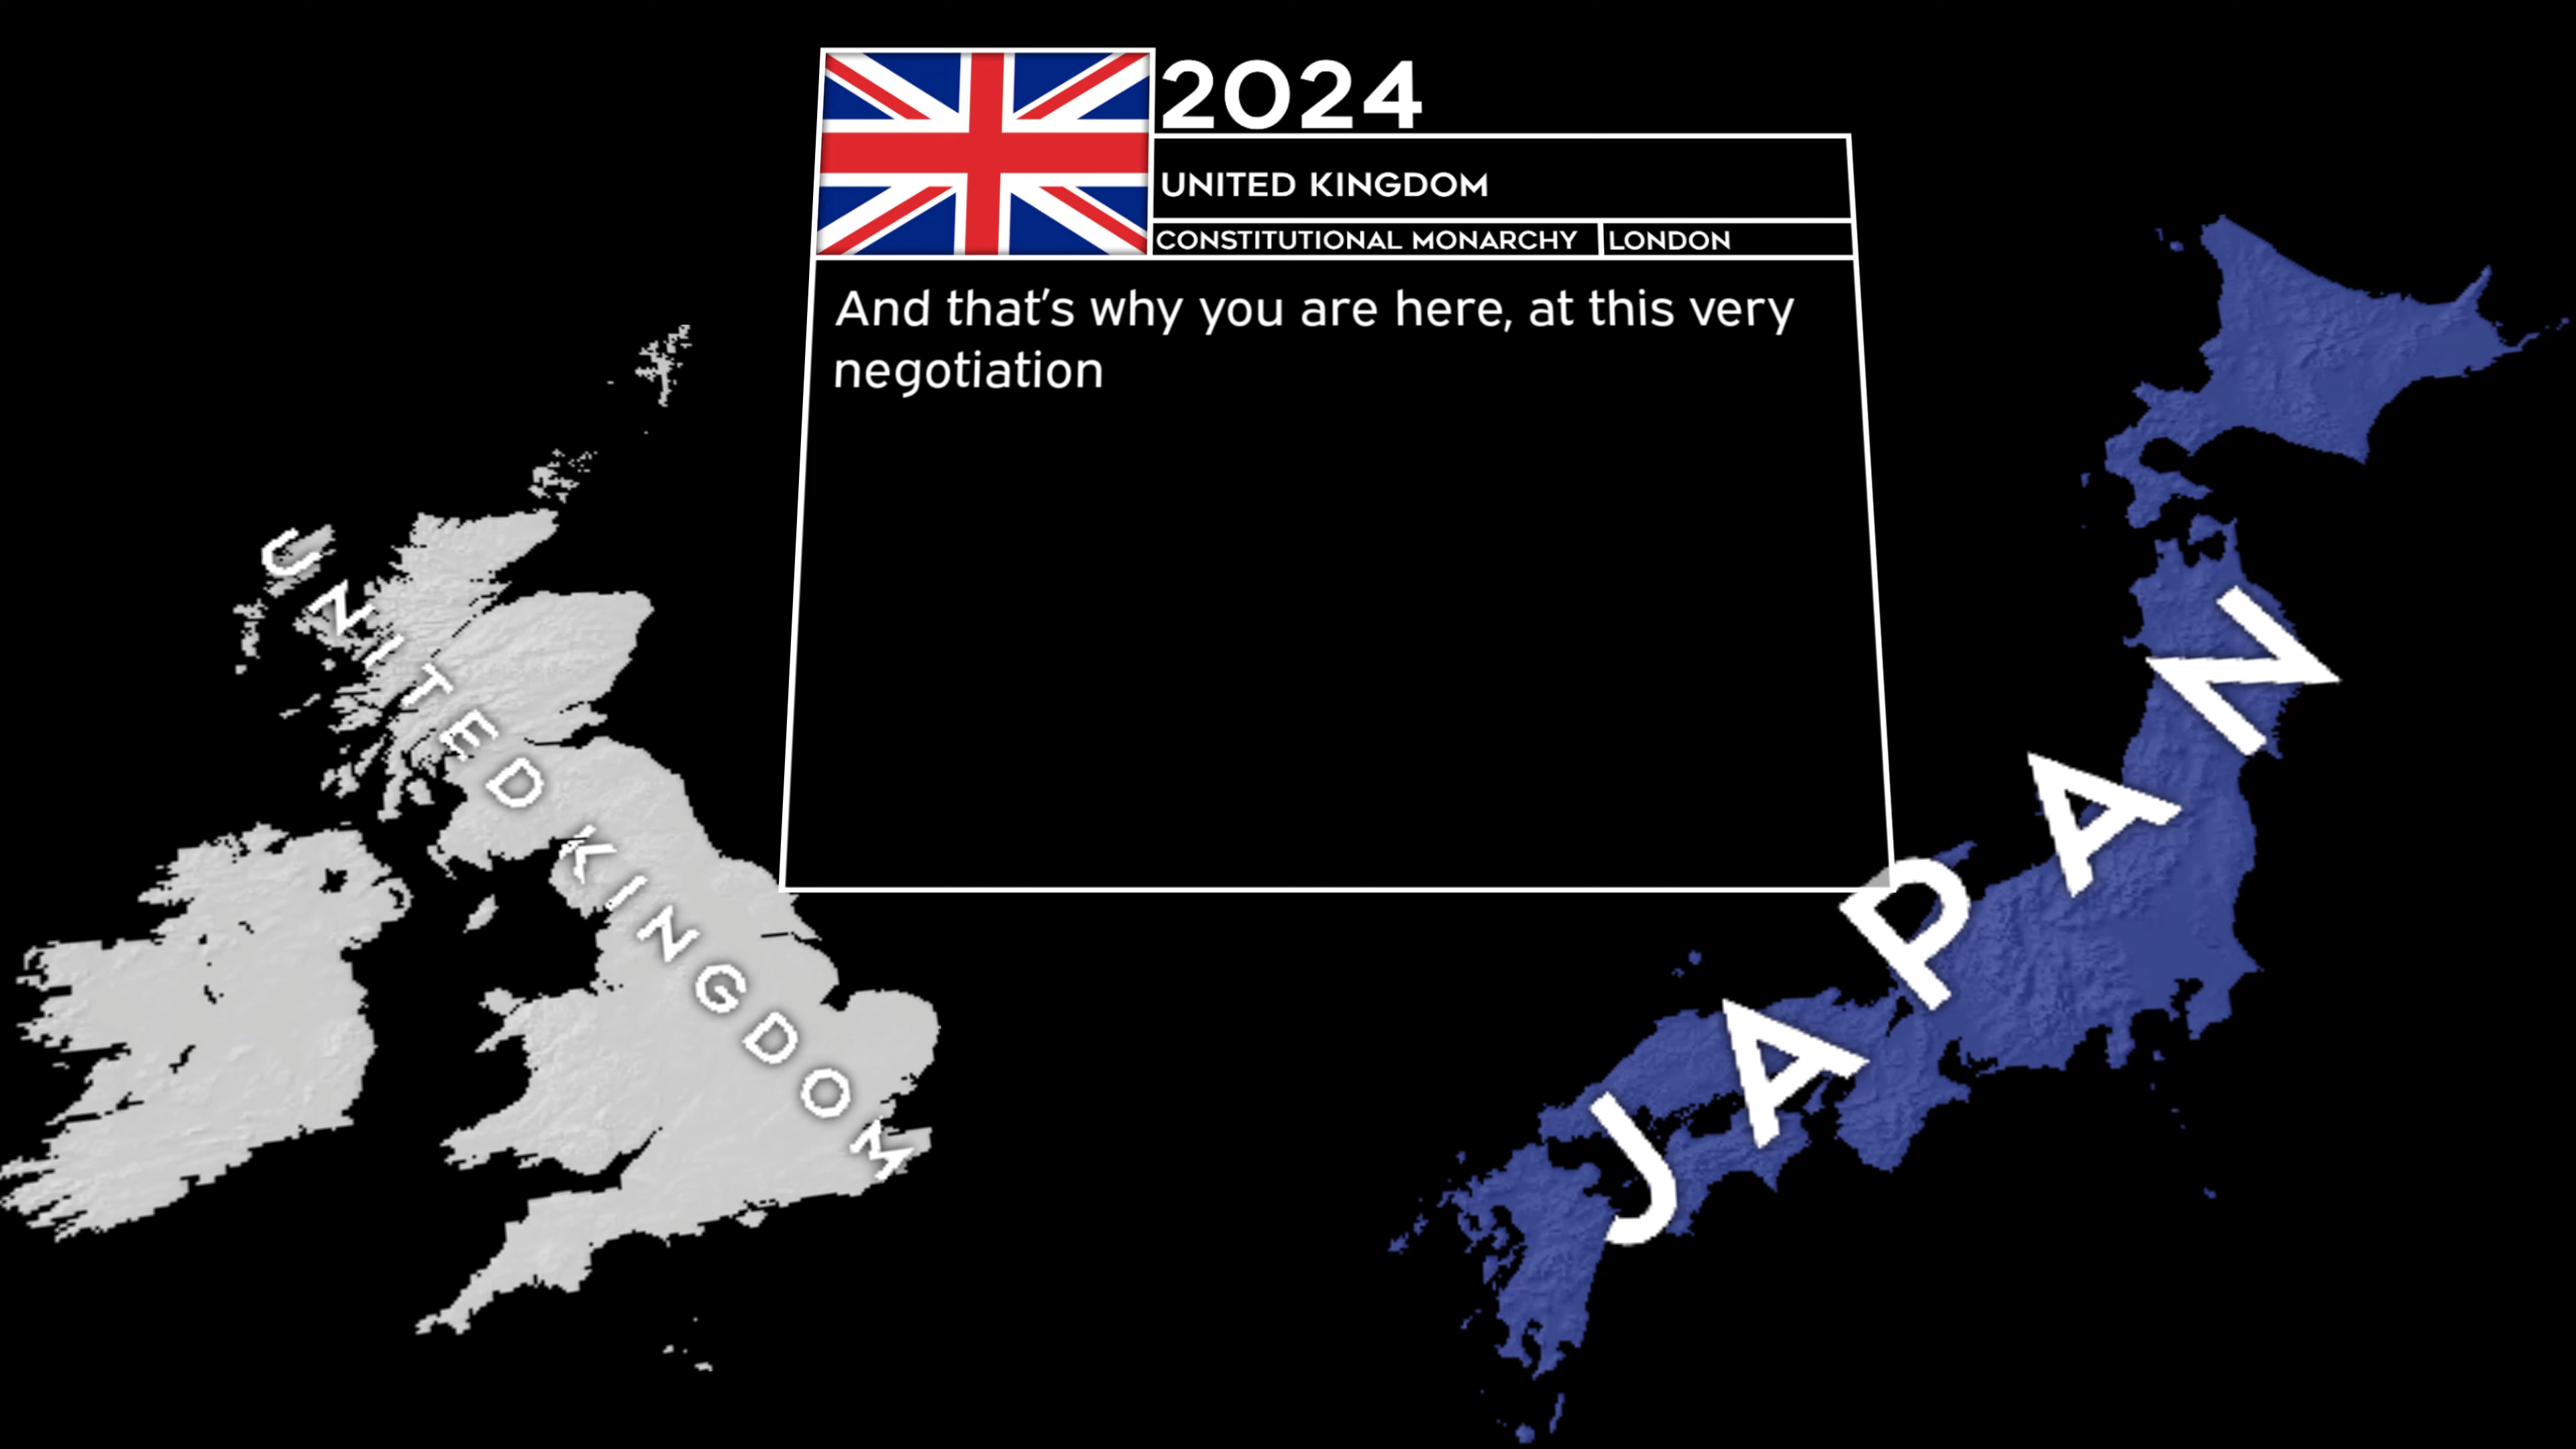 2024
UNITED KINGDOM
CONSTITUTIONAL MONARCHY
LONDON
And that's why you are here, at this very
negotiation
UNITED KINGDOM
JAPAN